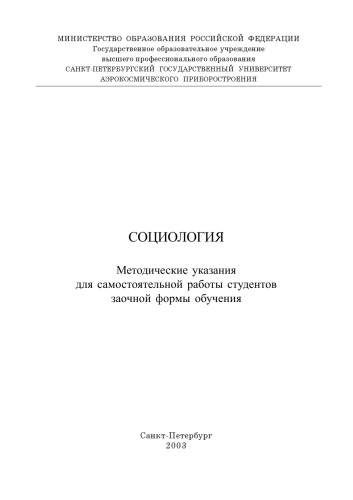 МИНИСТЕРСТВО ОБРАЗОВАНИЯ РОССИЙСКОЙ ФЕДЕРАЦИИ
Государственное образовательное учреждение
высшего профессионального образования
САНКТ-ПЕТЕРБУРГСКИЙ ГОСУДАРСТВЕННЫЙ УНИВЕРСИТЕТ
АЭРОКОСМИЧЕСКОГО ПРИБОРОСТРОЕНИЯ
СОЦИОЛОГИЯ
Методические указания
для самостоятельной работы студентов
заочной формы обучения
Санкт-Петербург
2003